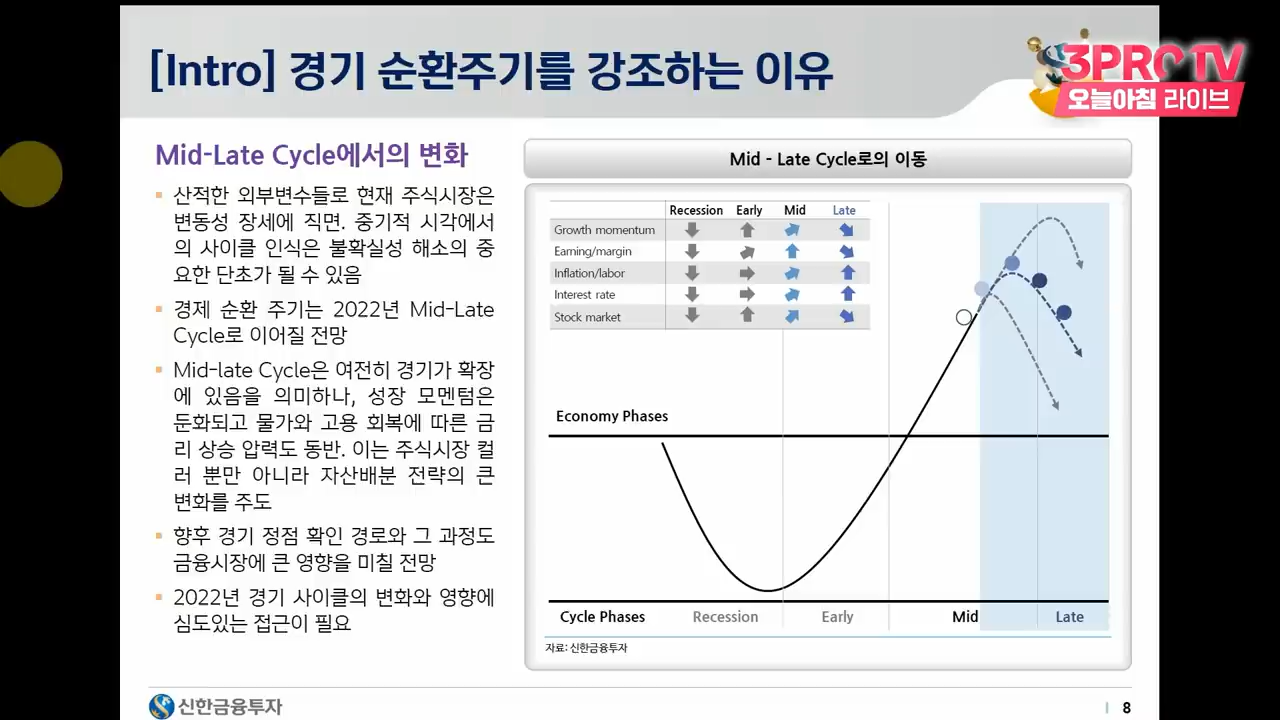 [Intro] 경기 순환주기를 강조하는 이유
3PROTV
오늘아침 라이브
Mid-Late Cycle에서의 변화
산적한 외부변수들로 현재 주식시장은
변동성 장세에 직면. 중기적 시각에서
의 사이클 인식은 불확실성 해소의 중
요한 단초가 될 수 있음
경제 순환 주기는 2022년 Mid-Late
Cycle로 이어질 전망
Mid-late Cycle은 여전히 경기가 확장
에 있음을 의미하나, 성장 모멘텀은
둔화되고 물가와 고용 회복에 따른 금
리 상승 압력도 동반. 이는 주식시장 컬
러 뿐만 아니라 자산배분 전략의 큰
변화를 주도
향후 경기 정점 확인 경로와 그 과정도
금융시장에 큰 영향을 미칠 전망
2022년 경기 사이클의 변화와 영향에
심도있는 접근이 필요
Mid - Late Cycle로의 이동
Recession Early Mid Late
Growth momentum
Earning/margin
Inflation/labor
Interest rate
Stock market
Economy Phases
Cycle Phases Recession Early Mid Late
자료: 신한금융투자
신한금융투자
8